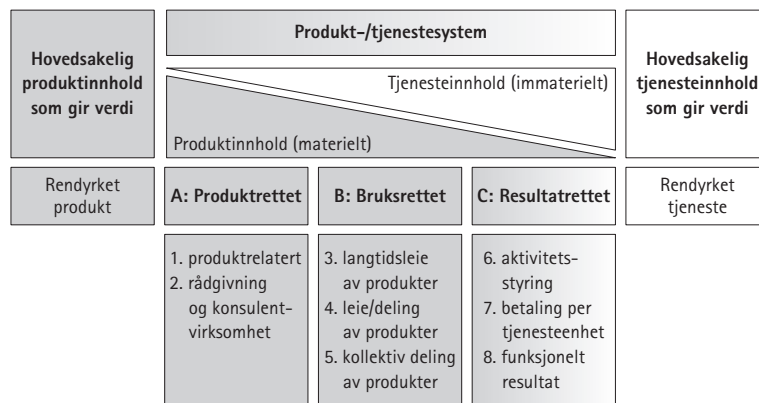 Hovedsakelig
produktinnhold
som gir verdi
Produkt-/tjenestesystem
Tjenesteinnhold (immaterielt)
Produktinnhold (materielt)
Hovedsakelig
tjenesteinnhold
som gir verdi
Rendyrket
produkt
A: Produktrettet
B: Bruksrettet
C: Resultatrettet
Rendyrket
tjeneste
1. produktrelatert
2. rådgivning
og konsulent-
virksomhet
3. langtidsleie
av produkter
4. leie/deling
av produkter
5. kollektiv deling
av produkter
6. aktivitets-
styring
7. betaling per
tjenesteenhet
8. funksjonelt
resultat